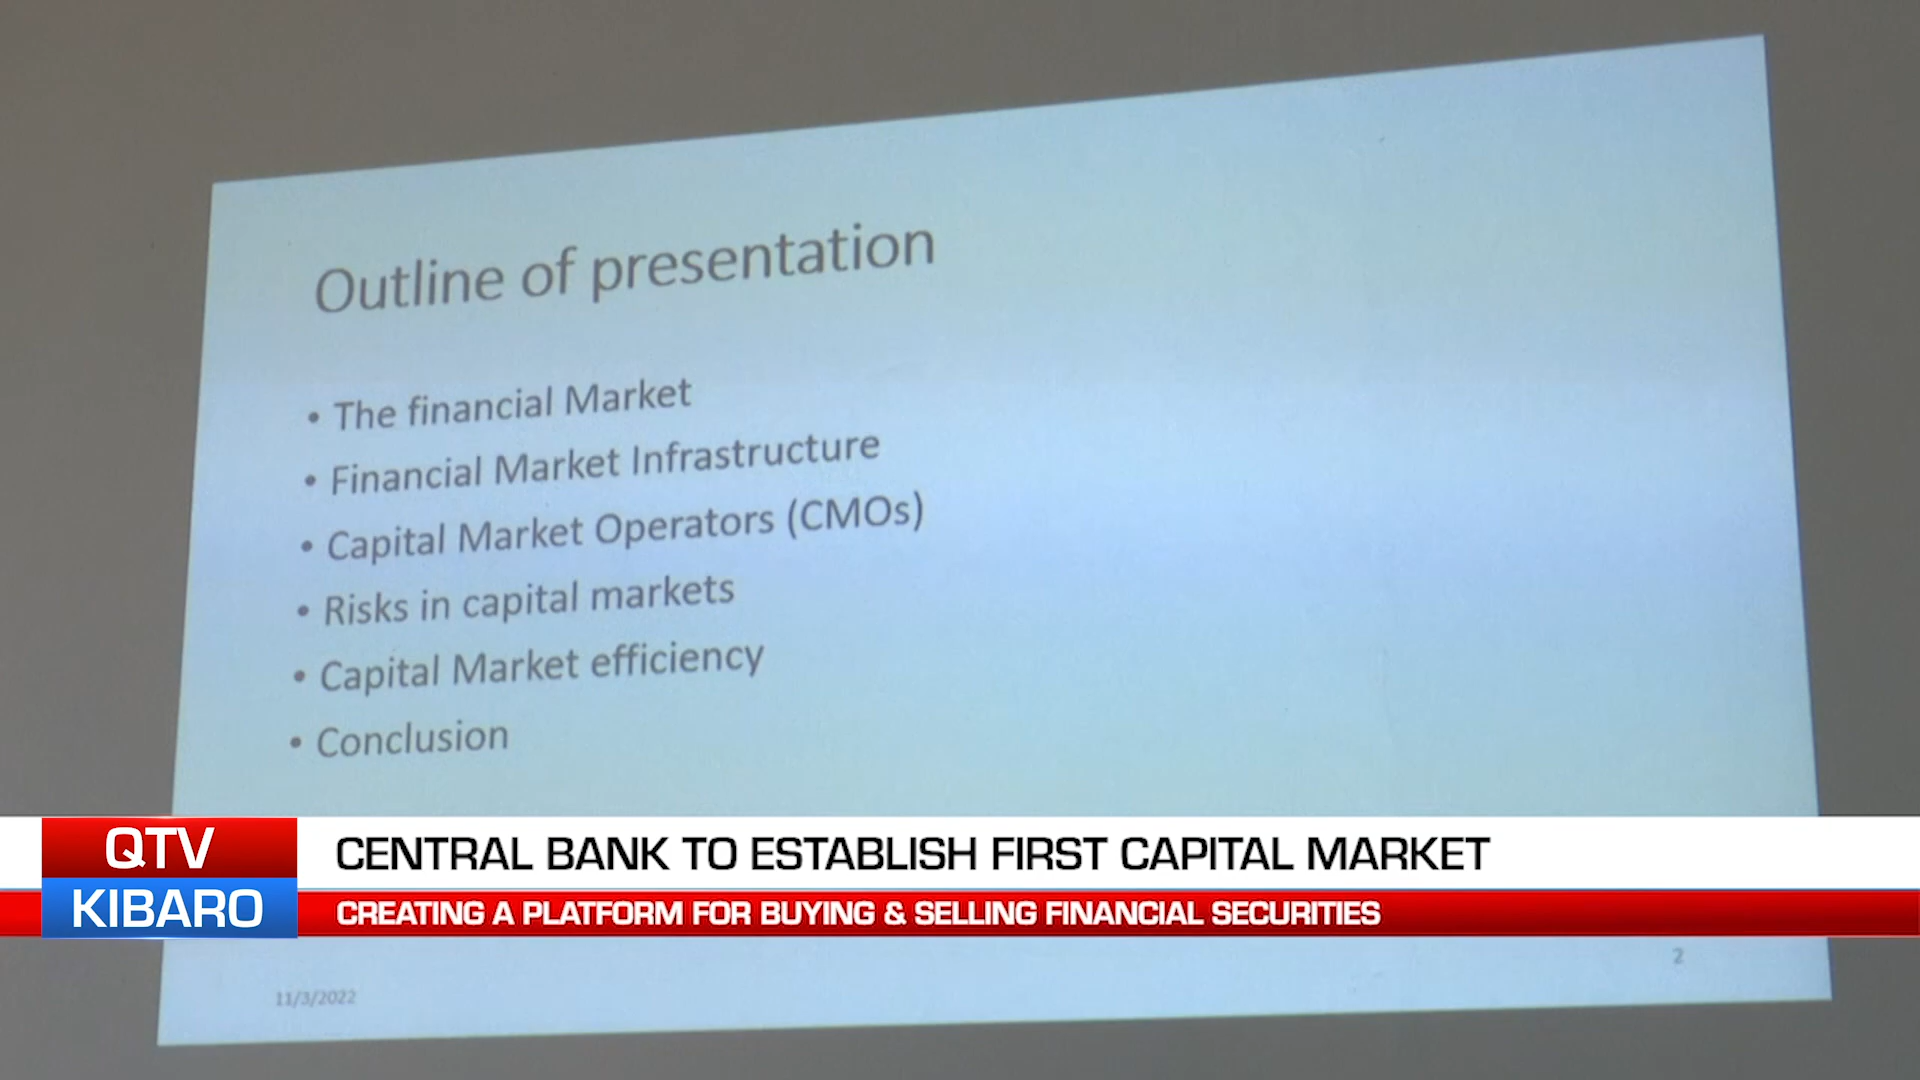 Outline of presentation
• The financial Market
• Financial Market Infrastructure
• Capital Market Operators (CMOs)
• Risks in capital markets
• Capital Market efficiency
• Conclusion
QTV
KIBARO
CENTRAL BANK TO ESTABLISH FIRST CAPITAL MARKET
CREATING A PLATFORM FOR BUYING & SELLING FINANCIAL SECURITIES
11/3/2022
2